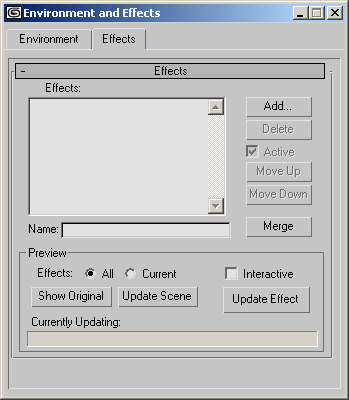 Environment and Effects
Environment Effects
- Effects
Effects:
Add...
Delete
Active
Move Up
Move Down
Name:
Merge
Preview
Effects: All Current Interactive
Show Original Update Scene Update Effect
Currently Updating: